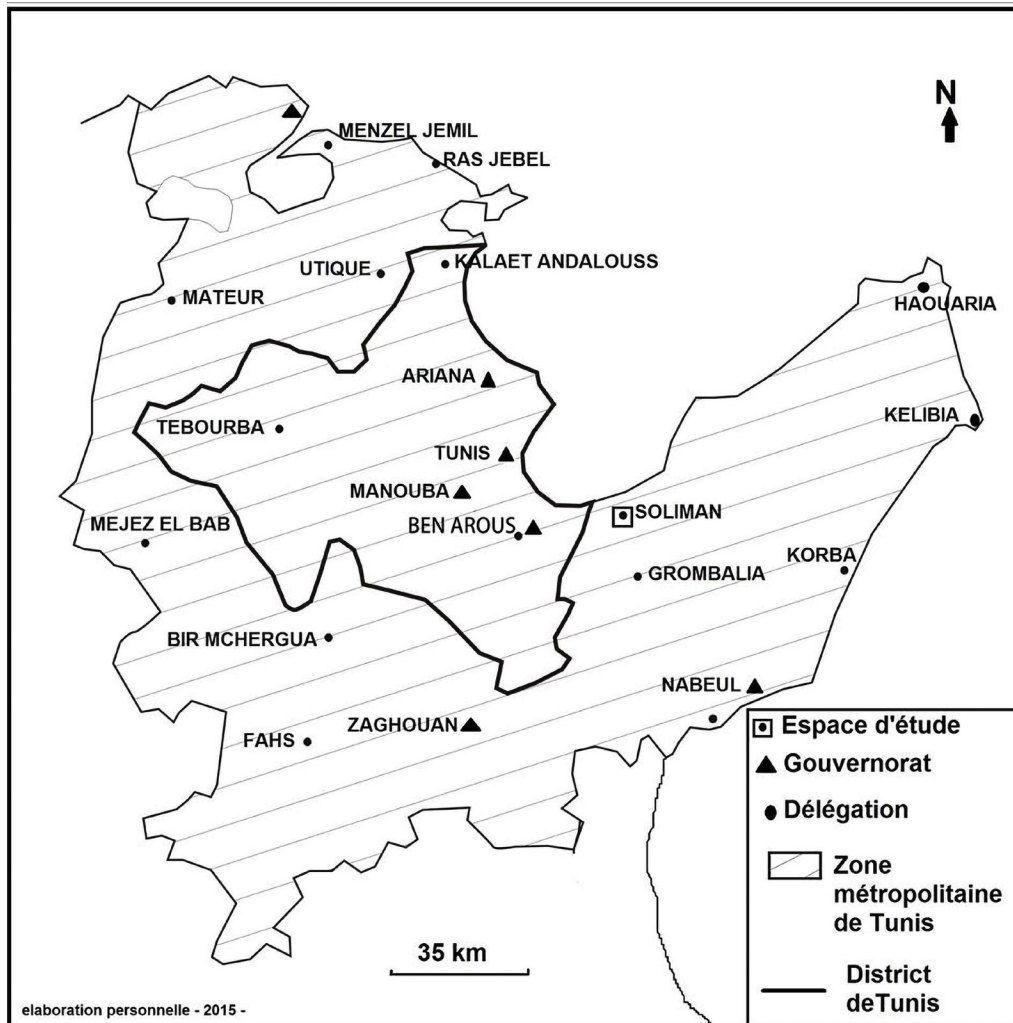 N
MENZEL JEMIL
RAS JEBEL
UTIQUE
KALAET ANDALOUSS
MATEUR
HAOUARIA
ARIANA
KELIBIA
TEBOURBA
TUNIS
MANOUBA
SOLIMAN
MEJEZ EL BAB
BEN AROUS
KORBA
GROMBALIA
BIR MCHERGUA
NABEUL
ZAGHOUAN
FAHS
Espace d'étude
Gouvernorat
Délégation
Zone
métropolitaine
de Tunis
District
deTunis
35 km
elaboration personnelle - 2015 -